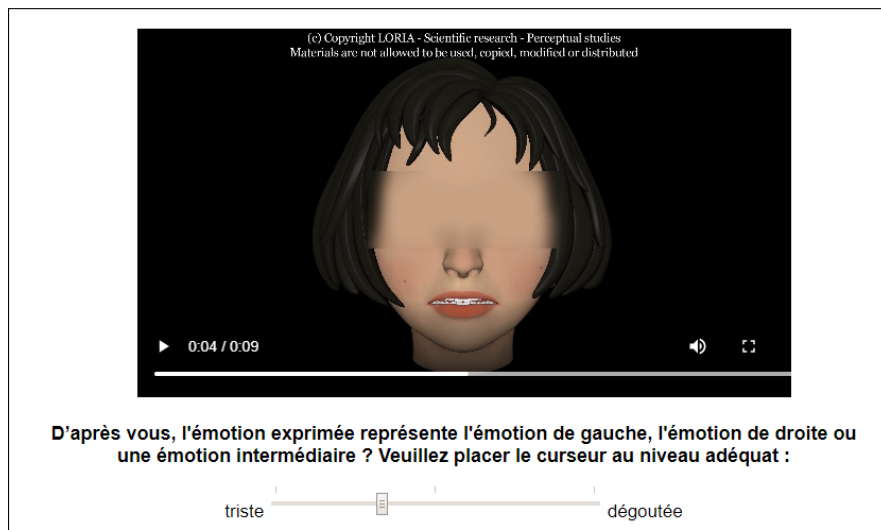 (c) Copyright LORIA - Scientific research - Perceptual studies
Materials are not allowed to be used, copied, modified or distributed
0:04 / 0:09
D'après vous, l'émotion exprimée représente l'émotion de gauche, l'émotion de droite ou
une émotion intermédiaire ? Veuillez placer le curseur au niveau adéquat :
triste dégoutée